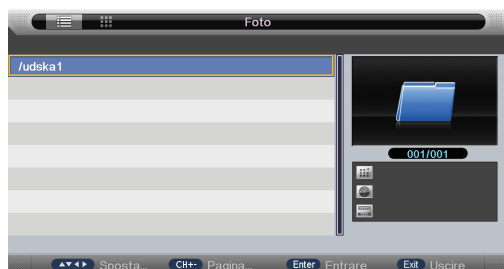 Foto
/udska1
001/001
▲▼◄► Sposta... CH+- Pagina... Enter Entrare Exit Uscire